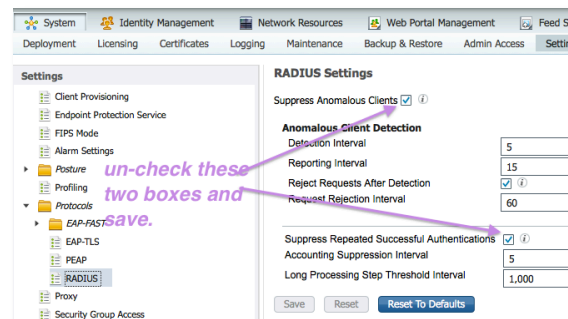 System Identity Management Network Resources Web Portal Management Feed S
Deployment Licensing Certificates Logging Maintenance Backup & Restore Admin Access Settin
Settings
Client Provisioning
Endpoint Protection Service
FIPS Mode
Alarm Settings
Posture
Profiling
Protocols
EAP-FAST
EAP-TLS
PEAP
RADIUS
Proxy
Security Group Access
un-check these
two boxes and
save.
RADIUS Settings
Suppress Anomalous Clients
Anomalous Client Detection
Detection Interval 5
Reporting Interval 15
Reject Requests After Detection
Request Rejection Interval 60
Suppress Repeated Successful Authentications
Accounting Suppression Interval 5
Long Processing Step Threshold Interval 1,000
Save Reset Reset To Defaults